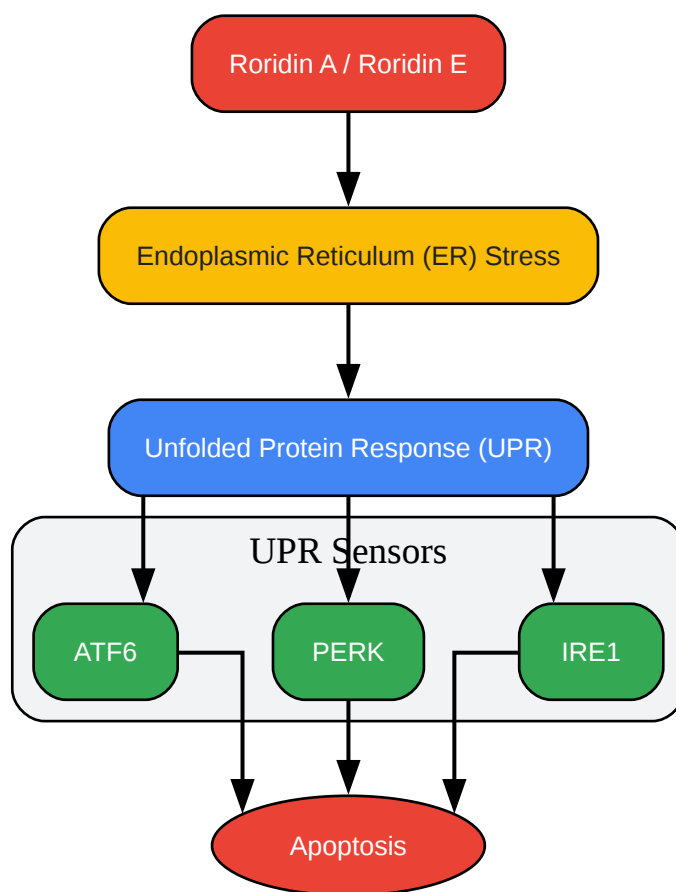 Roridin A / Roridin E
Endoplasmic Reticulum (ER) Stress
Unfolded Protein Response (UPR)
UPR Sensors
ATF6
PERK
IRE1
Apoptosis